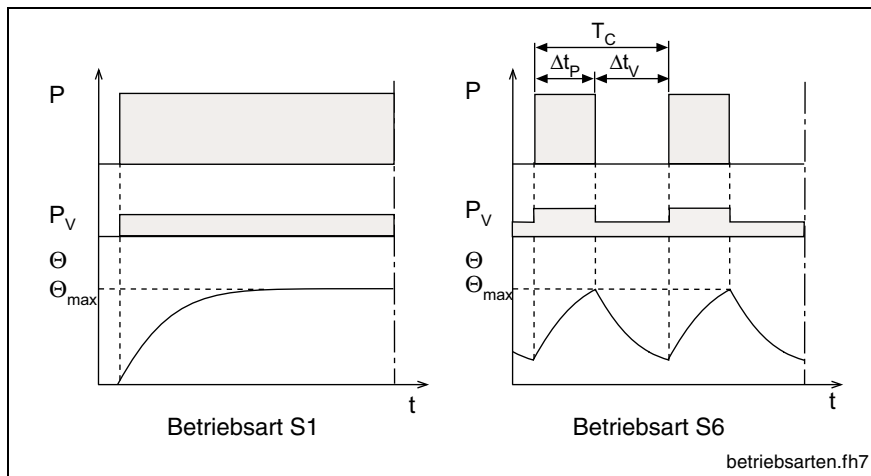 T_C
Δt_P Δt_V
P
P_V
Θ
Θ_max
t
Betriebsart S1
P
P_V
Θ
Θ_max
t
Betriebsart S6
betriebsarten.fh7